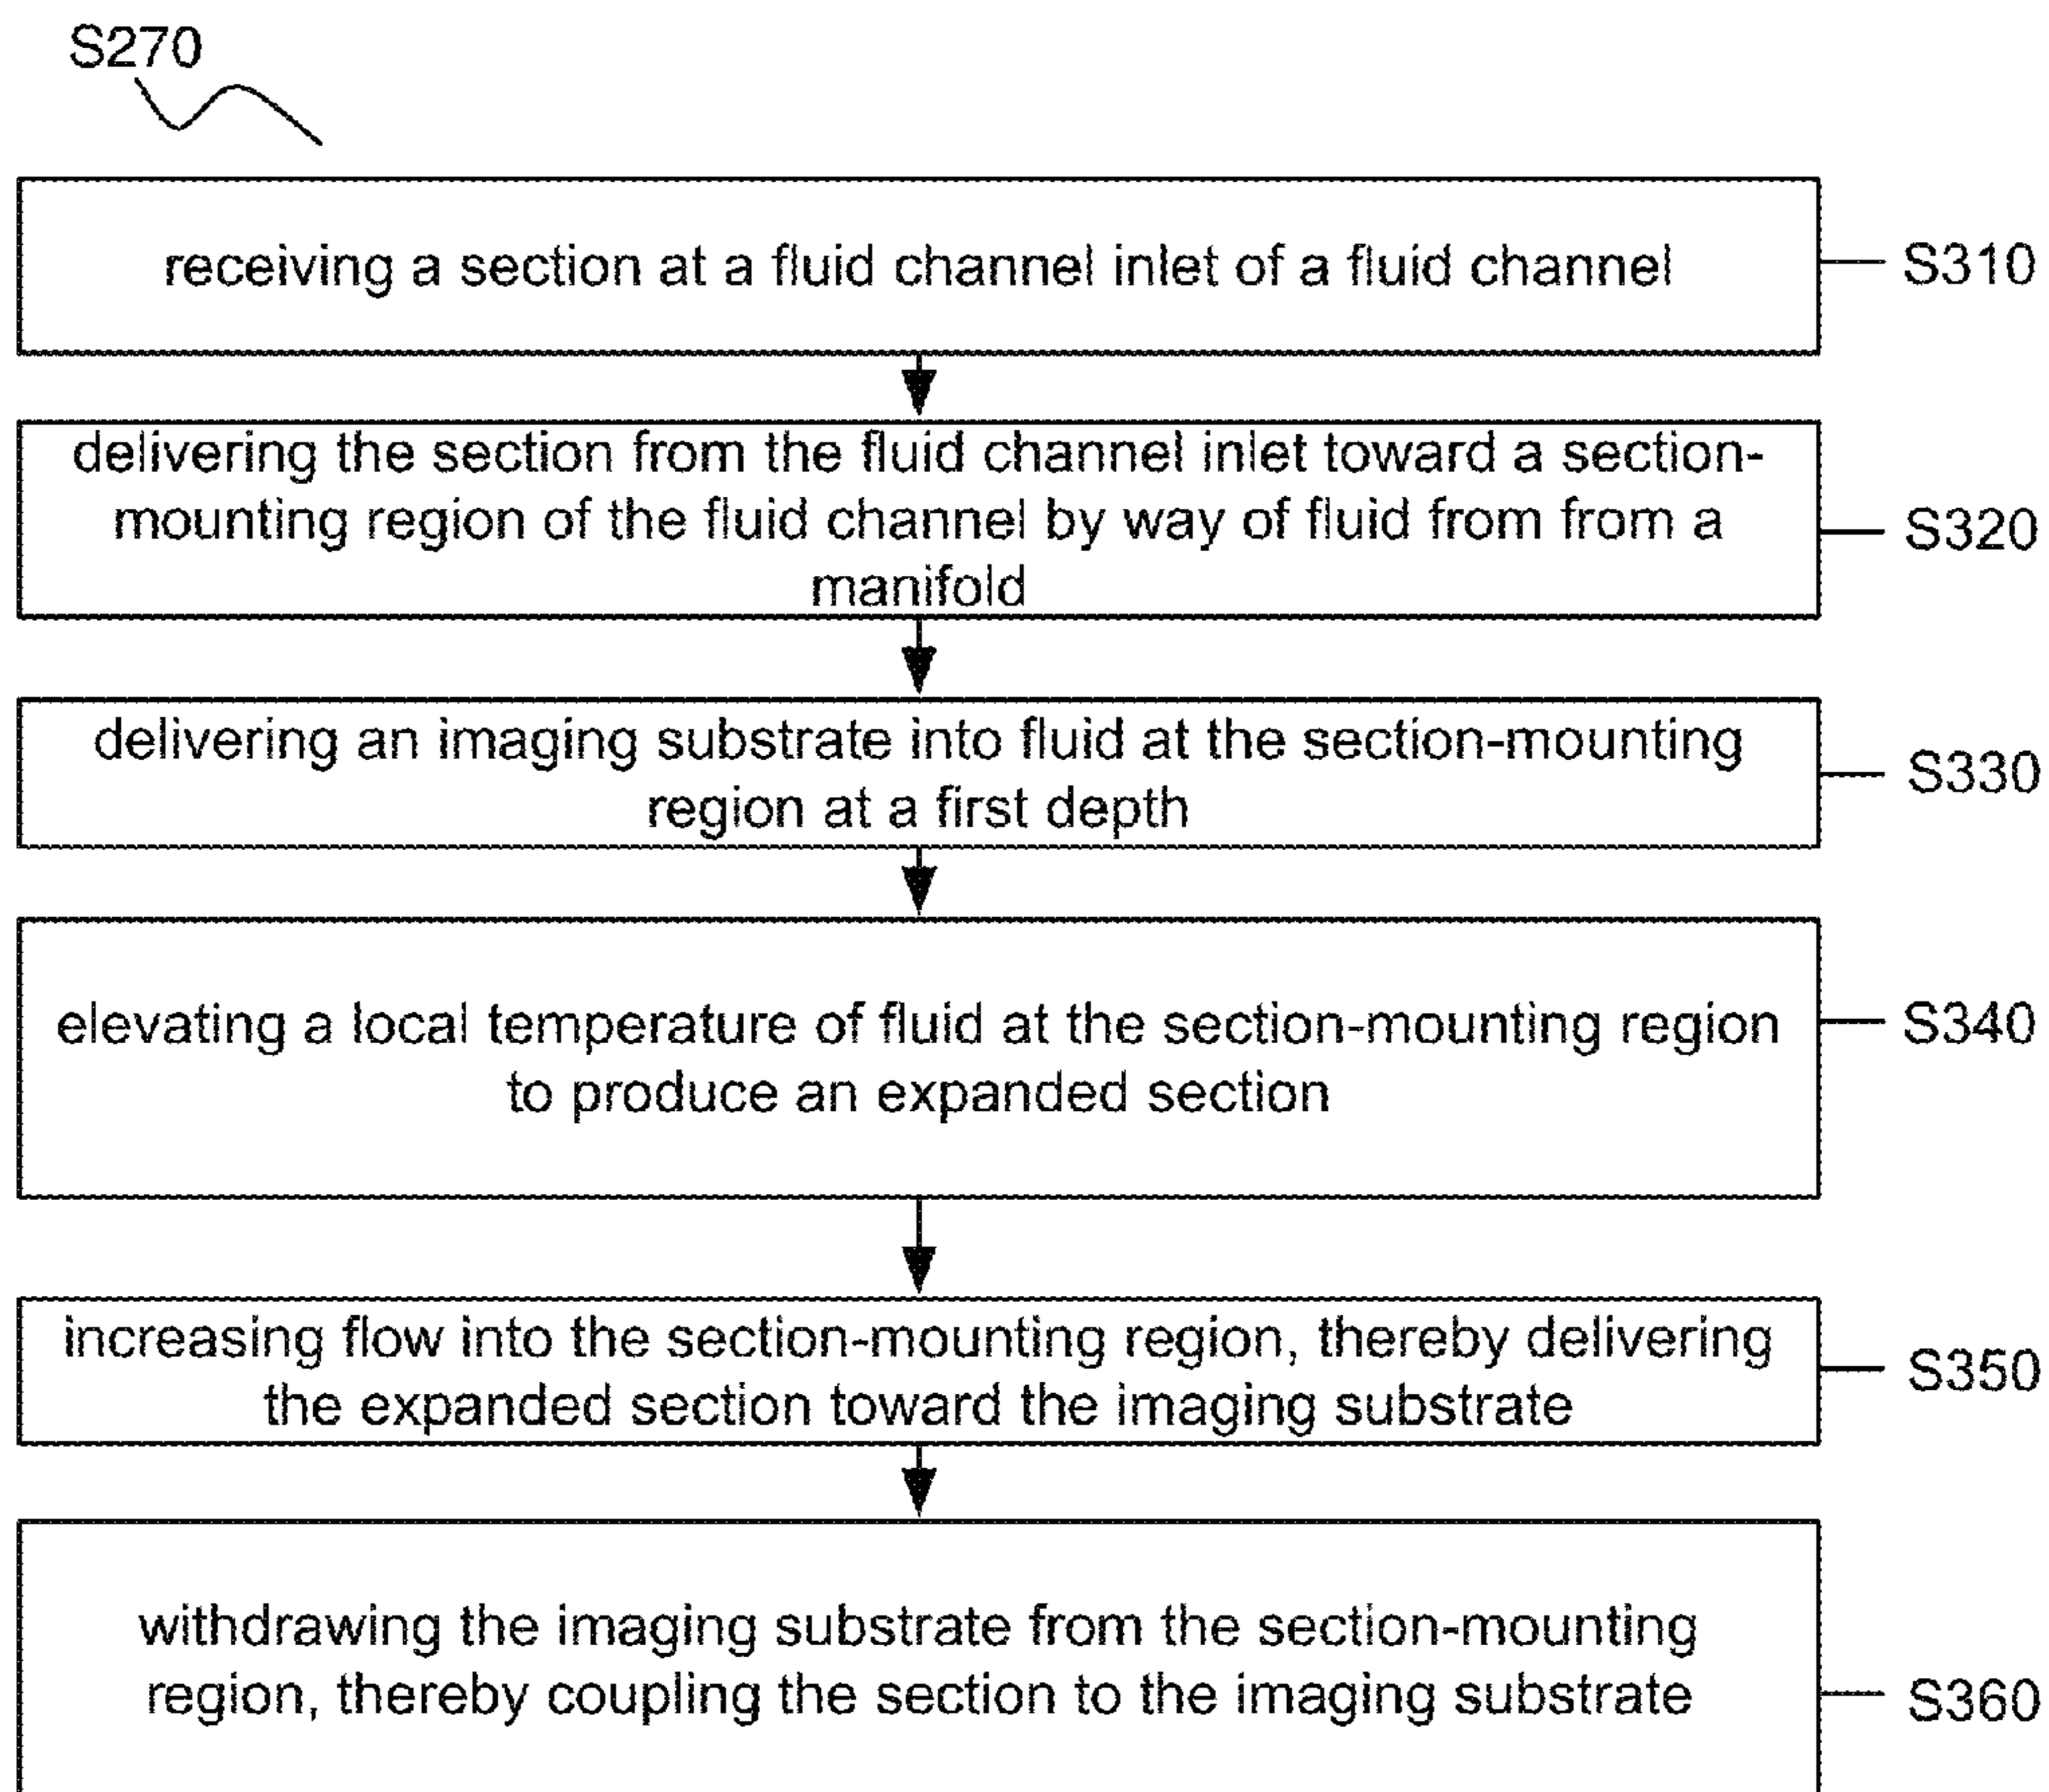 S270
receiving a section at a fluid channel inlet of a fluid channel
S310
delivering the section from the fluid channel inlet toward a section-
mounting region of the fluid channel by way of fluid from from a
manifold
S320
delivering an imaging substrate into fluid at the section-mounting
region at a first depth
S330
elevating a local temperature of fluid at the section-mounting region
to produce an expanded section
S340
increasing flow into the section-mounting region, thereby delivering
the expanded section toward the imaging substrate
S350
withdrawing the imaging substrate from the section-mounting
region, thereby coupling the section to the imaging substrate
S360